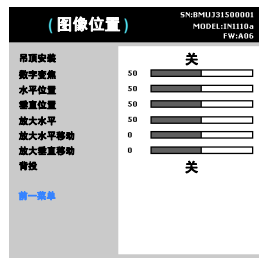 (图像位置)
SN:BMUJ31500001
MODEL:IN1110a
FW:A06
吊顶安装 关
数字变焦 50
水平位置 50
垂直位置 50
放大水平 50
放大水平移动 0
放大垂直移动 0
背投 关
前一菜单